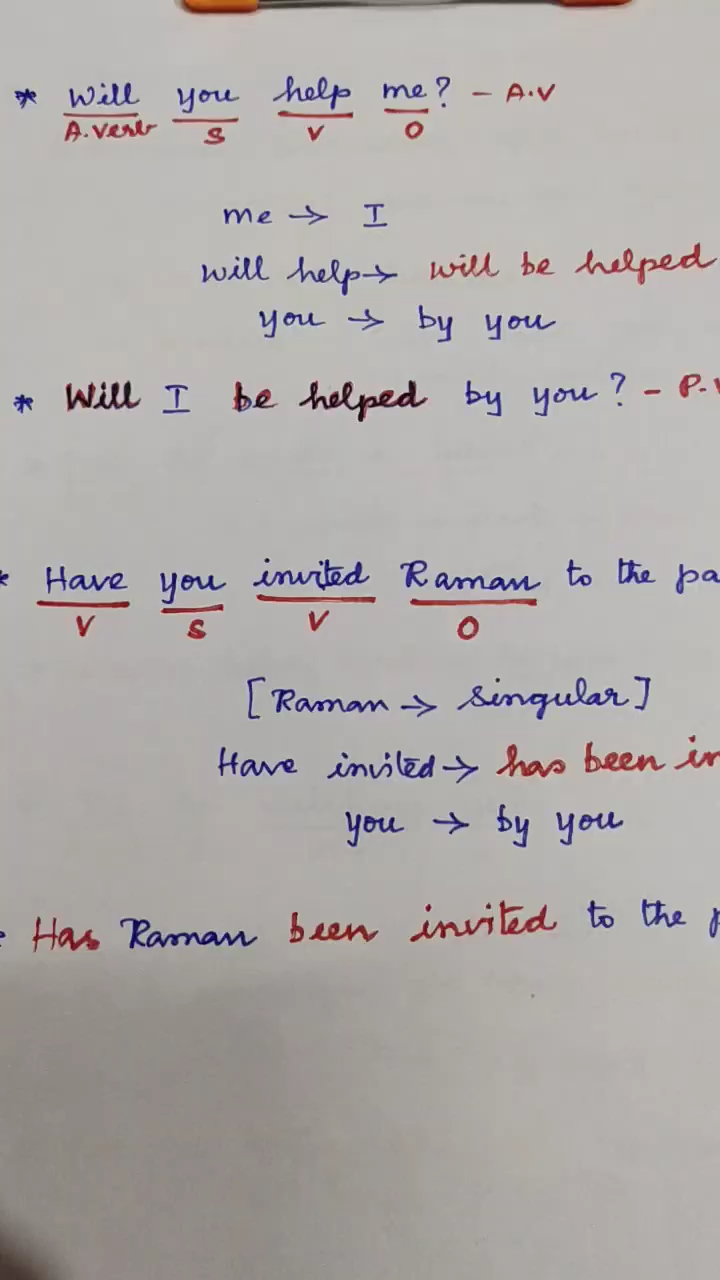 * Will you help me? - A.V
A.verb S V O
me → I
will help → will be helped
you → by you
* Will I be helped by you? - P.
* Have you invited Raman to the
V S V O
[Raman → singular]
Have invited → has been
you → by you
Has Raman been invited to the